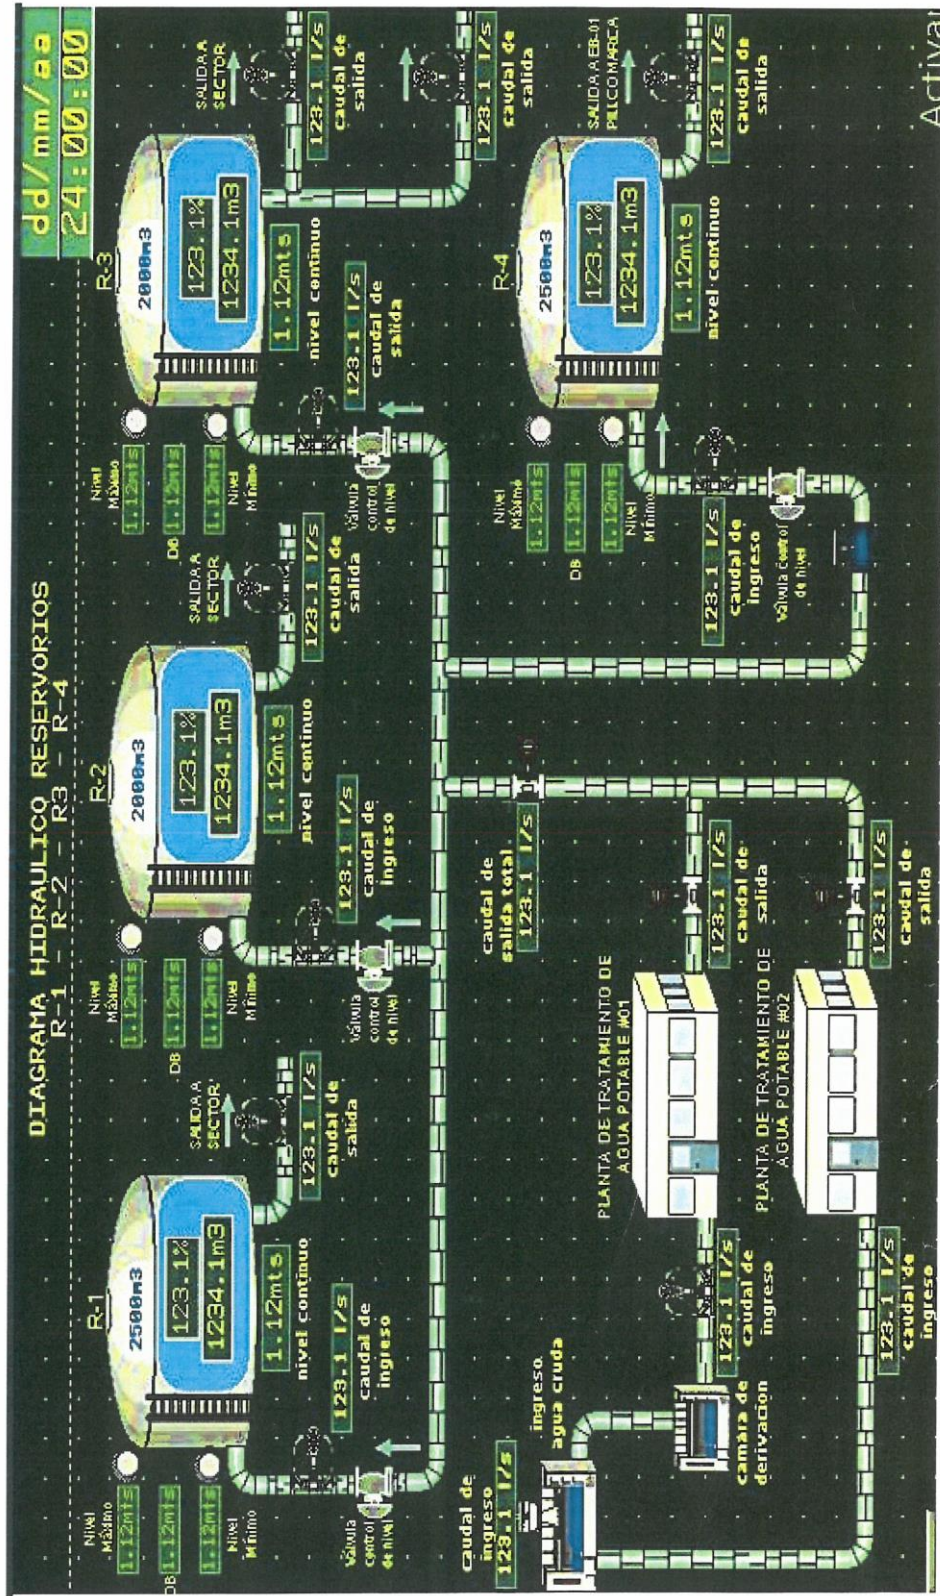 DIAGRAMA HIDRAULICO RESERVORIOS
R-1 - R-2 - R3 - R-4
dd/mm/aa
24:00:00
R-1
2500m3
123.1%
1234.1m3
1.12mts
nivel continuo
Nivel
Máximo
1.12mts
DB
1.12mts
1.12mts
Nivel
Mínimo
Válvula
control
de nivel
123.1 l/s
caudal de
ingreso
SALIDA A
SECTOR
123.1 l/s
caudal de
salida
R-2
2000m3
123.1%
1234.1m3
1.12mts
nivel continuo
Nivel
Máximo
1.12mts
DB
1.12mts
1.12mts
Nivel
Mínimo
Válvula
control
de nivel
123.1 l/s
caudal de
ingreso
SALIDA A
SECTOR
123.1 l/s
caudal de
salida
R-3
2000m3
123.1%
1234.1m3
1.12mts
nivel continuo
Nivel
Máximo
1.12mts
DB
1.12mts
1.12mts
Nivel
Mínimo
Válvula
control
de nivel
123.1 l/s
caudal de
salida
SALIDA A
SECTOR
123.1 l/s
caudal de
salida
123.1 l/s
caudal de
salida
caudal de
ingreso
123.1 l/s
ingreso
agua cruda
camara de
derivacion
123.1 l/s
caudal de
ingreso
PLANTA DE TRATAMIENTO DE
AGUA POTABLE #01
123.1 l/s
caudal de
salida
123.1 l/s
caudal de
ingreso
PLANTA DE TRATAMIENTO DE
AGUA POTABLE #02
123.1 l/s
caudal de
salida
caudal de
salida total
123.1 l/s
R-4
2500m3
123.1%
1234.1m3
1.12mts
nivel continuo
Nivel
Máximo
1.12mts
DB
1.12mts
1.12mts
Nivel
Mínimo
123.1 l/s
caudal de
ingreso
Válvula Control
de nivel
SALIDA A EB-01
PILLCOMARCA
123.1 l/s
caudal de
salida
Activar